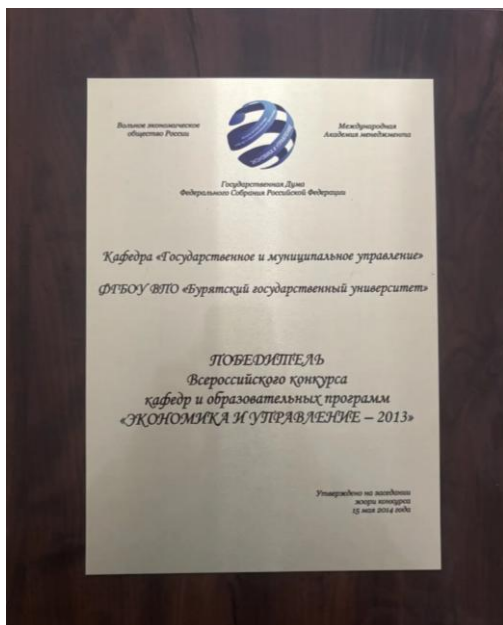 Вольное экономическое
общество России
Международная
Академия менеджмента
Государственная Дума
Федерального Собрания Российской Федерации
Кафедра «Государственное и муниципальное управление»
ФГБОУ ВПО «Бурятский государственный университет»
ПОБЕДИТЕЛЬ
Всероссийского конкурса
кафедр и образовательных программ
«ЭКОНОМИКА И УПРАВЛЕНИЕ – 2013»
Утверждено на заседании
жюри конкурса
15 мая 2014 года